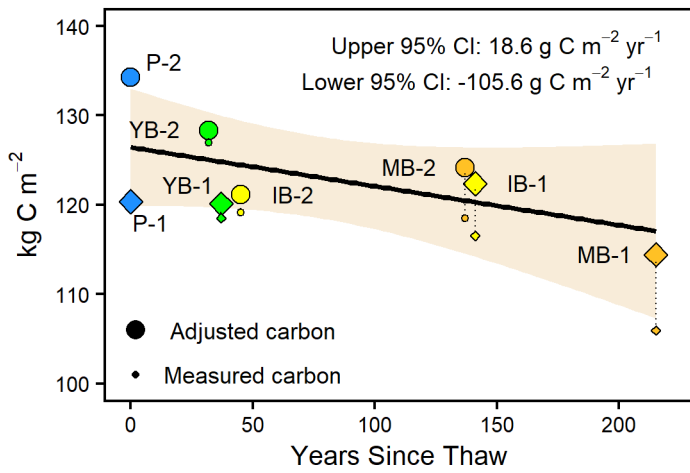 Upper 95% CI: 18.6 g C m⁻² yr⁻¹
Lower 95% CI: -105.6 g C m⁻² yr⁻¹
P-2
YB-2
MB-2
IB-1
YB-1
IB-2
P-1
MB-1
Adjusted carbon
Measured carbon
kg C m⁻²
140
130
120
110
100
0
50
100
150
200
Years Since Thaw